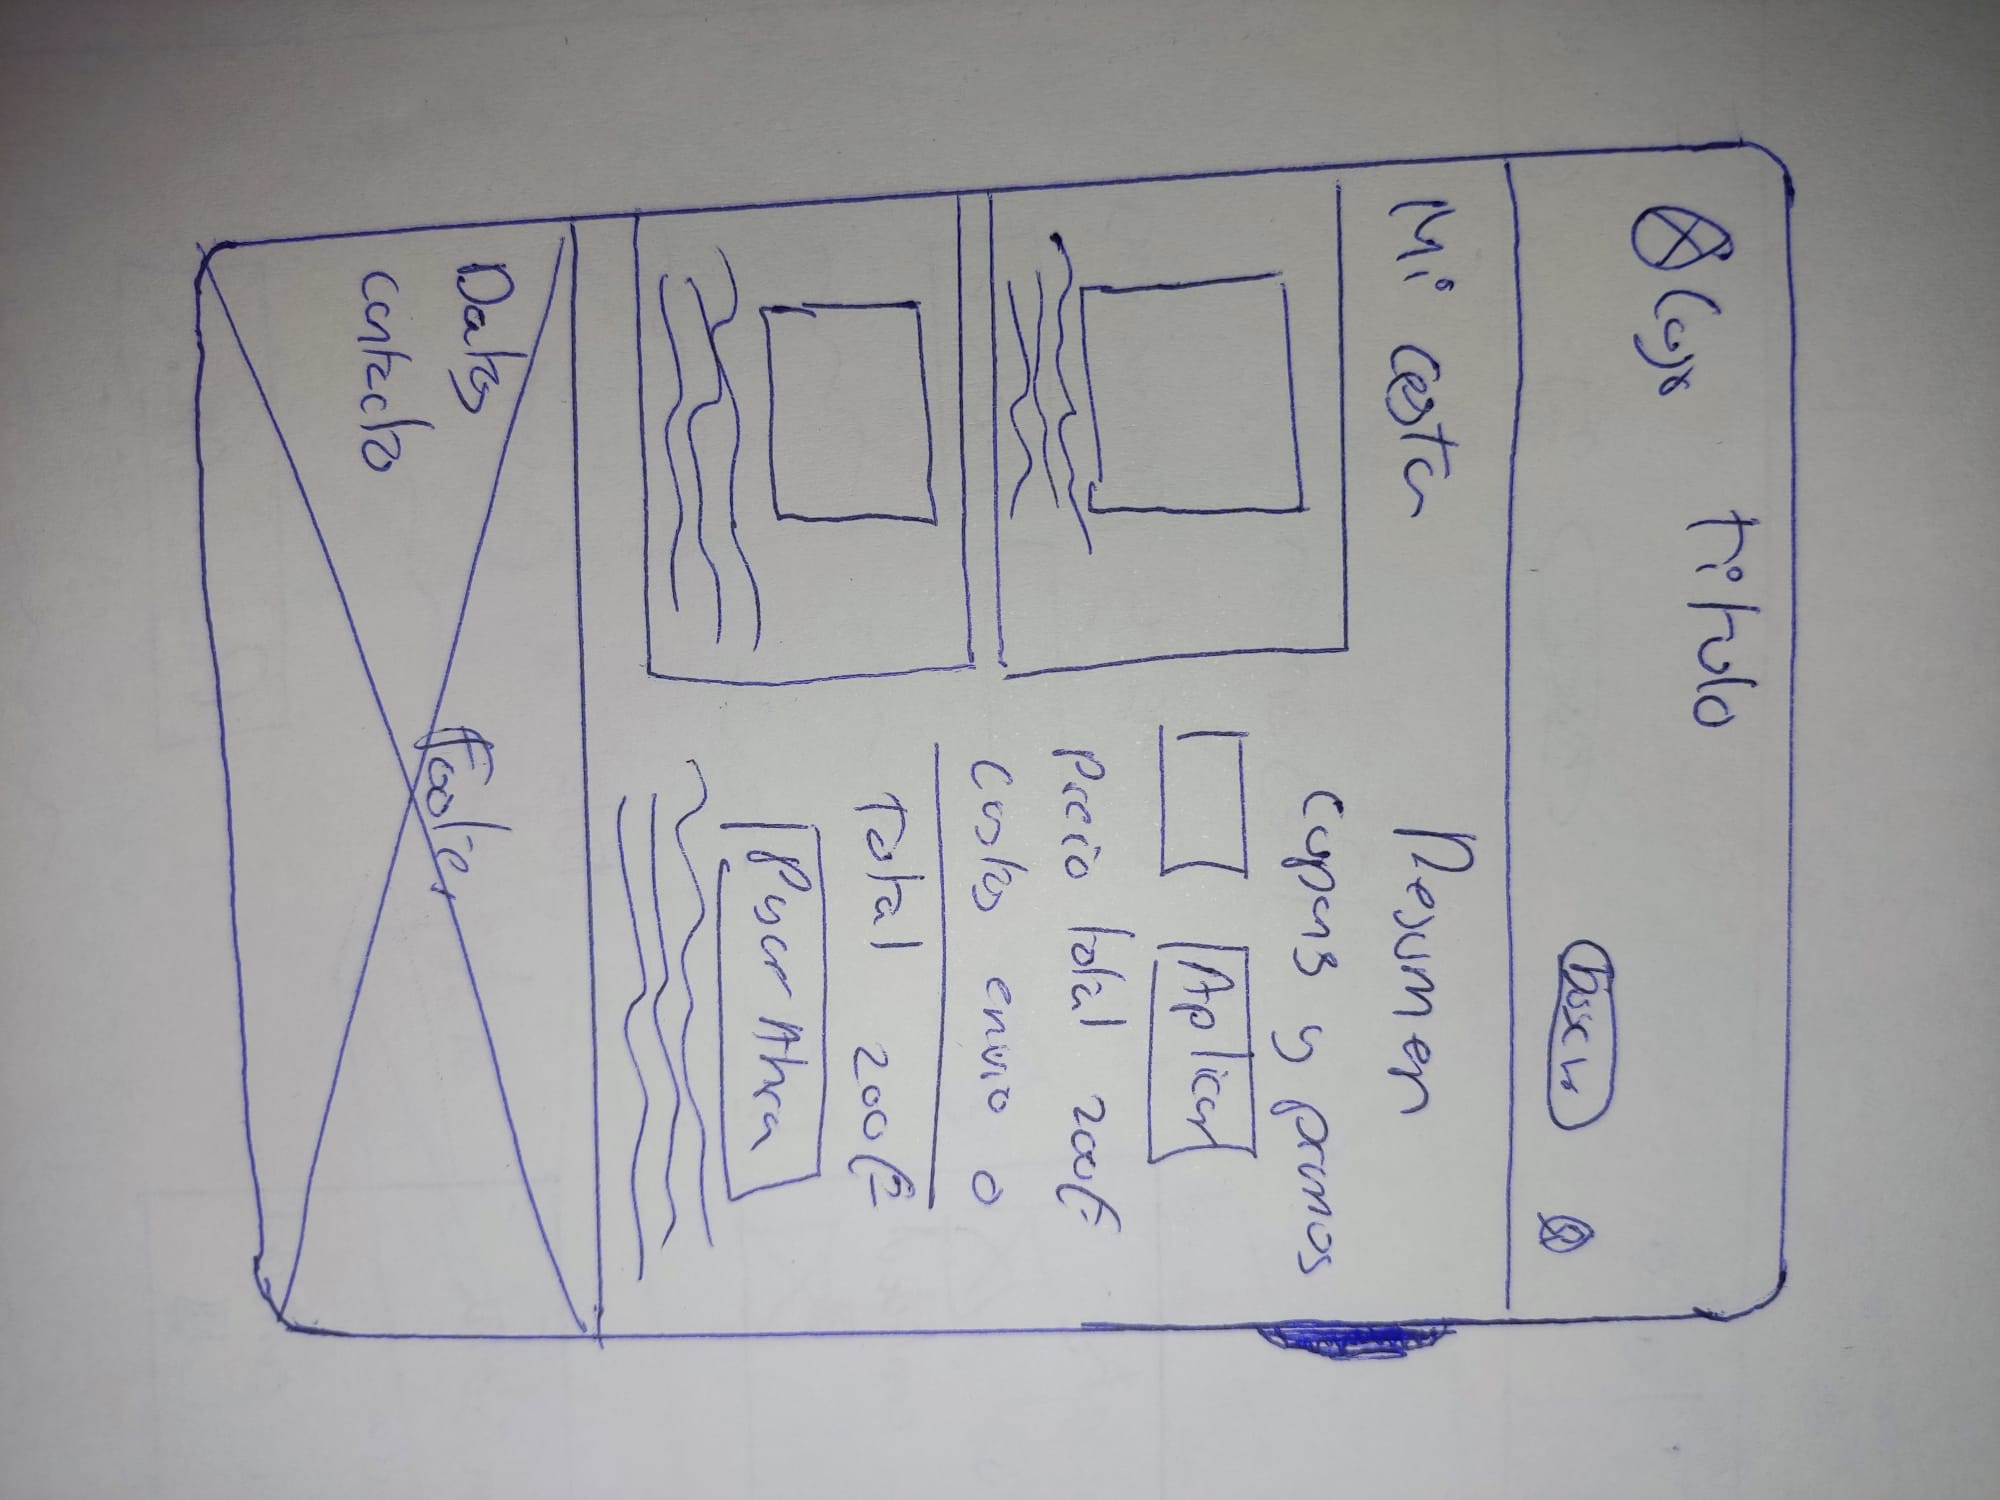 Titulo
Logo
Buscar
Mi cesta
Resumen
Cupones y promos
Aplicar
Precio total 200€
Costos envio 0
Total 200€
Pagar Ahora
Datos
contacto
Footer